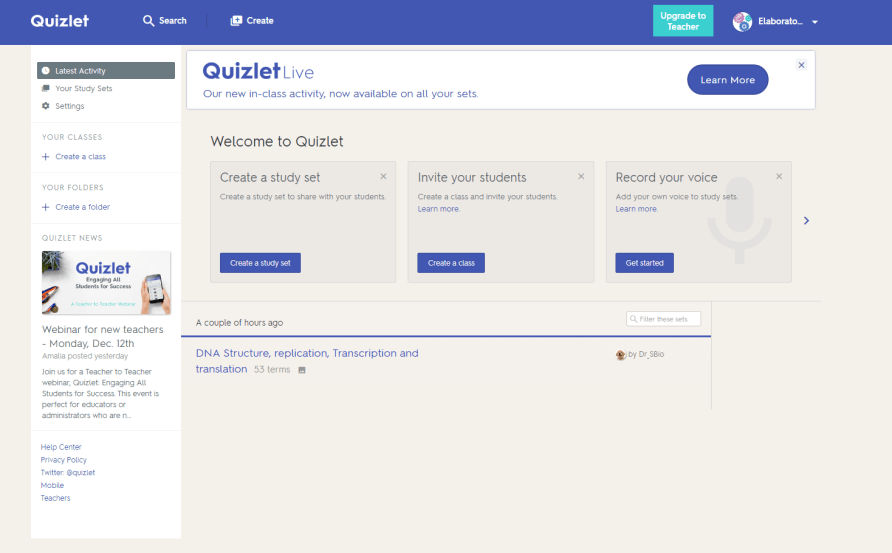 Quizlet
Search
Create
Upgrade to
Teacher
Elaborato...
Latest Activity
Your Study Sets
Settings
YOUR CLASSES
+ Create a class
YOUR FOLDERS
+ Create a folder
QUIZLET NEWS
Quizlet
Engaging All
Students for Success
A Teacher to Teacher Webinar
Webinar for new teachers
- Monday, Dec. 12th
Amalia posted yesterday
Join us for a Teacher to Teacher
webinar, Quizlet: Engaging All
Students for Success. This event is
perfect for educators or
administrators who are n...
Help Center
Privacy Policy
Twitter: @quizlet
Mobile
Teachers
Quizlet Live
Our new in-class activity, now available on all your sets.
Learn More
Welcome to Quizlet
Create a study set
Create a study set to share with your students.
Create a study set
Invite your students
Create a class and invite your students.
Learn more.
Create a class
Record your voice
Add your own voice to study sets.
Learn more.
Get started
A couple of hours ago
Filter these sets
DNA Structure, replication, Transcription and
translation 53 terms
by Dr_SBio